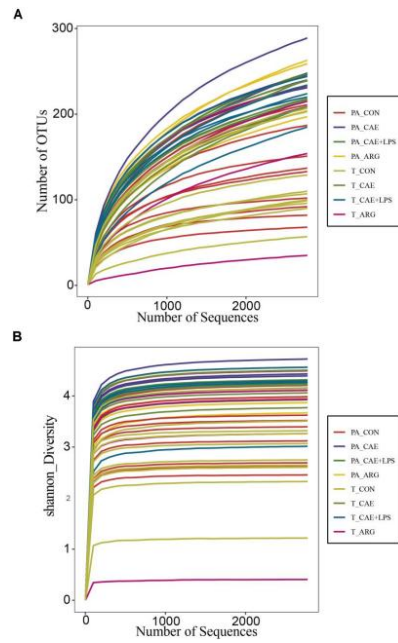 A
Number of OTUs
300
200
100
0
0
1000
2000
Number of Sequences
PA_CON
PA_CAE
PA_CAE+LPS
PA_ARG
T_CON
T_CAE
T_CAE+LPS
T_ARG
B
shannon_Diversity
4
3
2
1
0
0
1000
2000
Number of Sequences
PA_CON
PA_CAE
PA_CAE+LPS
PA_ARG
T_CON
T_CAE
T_CAE+LPS
T_ARG